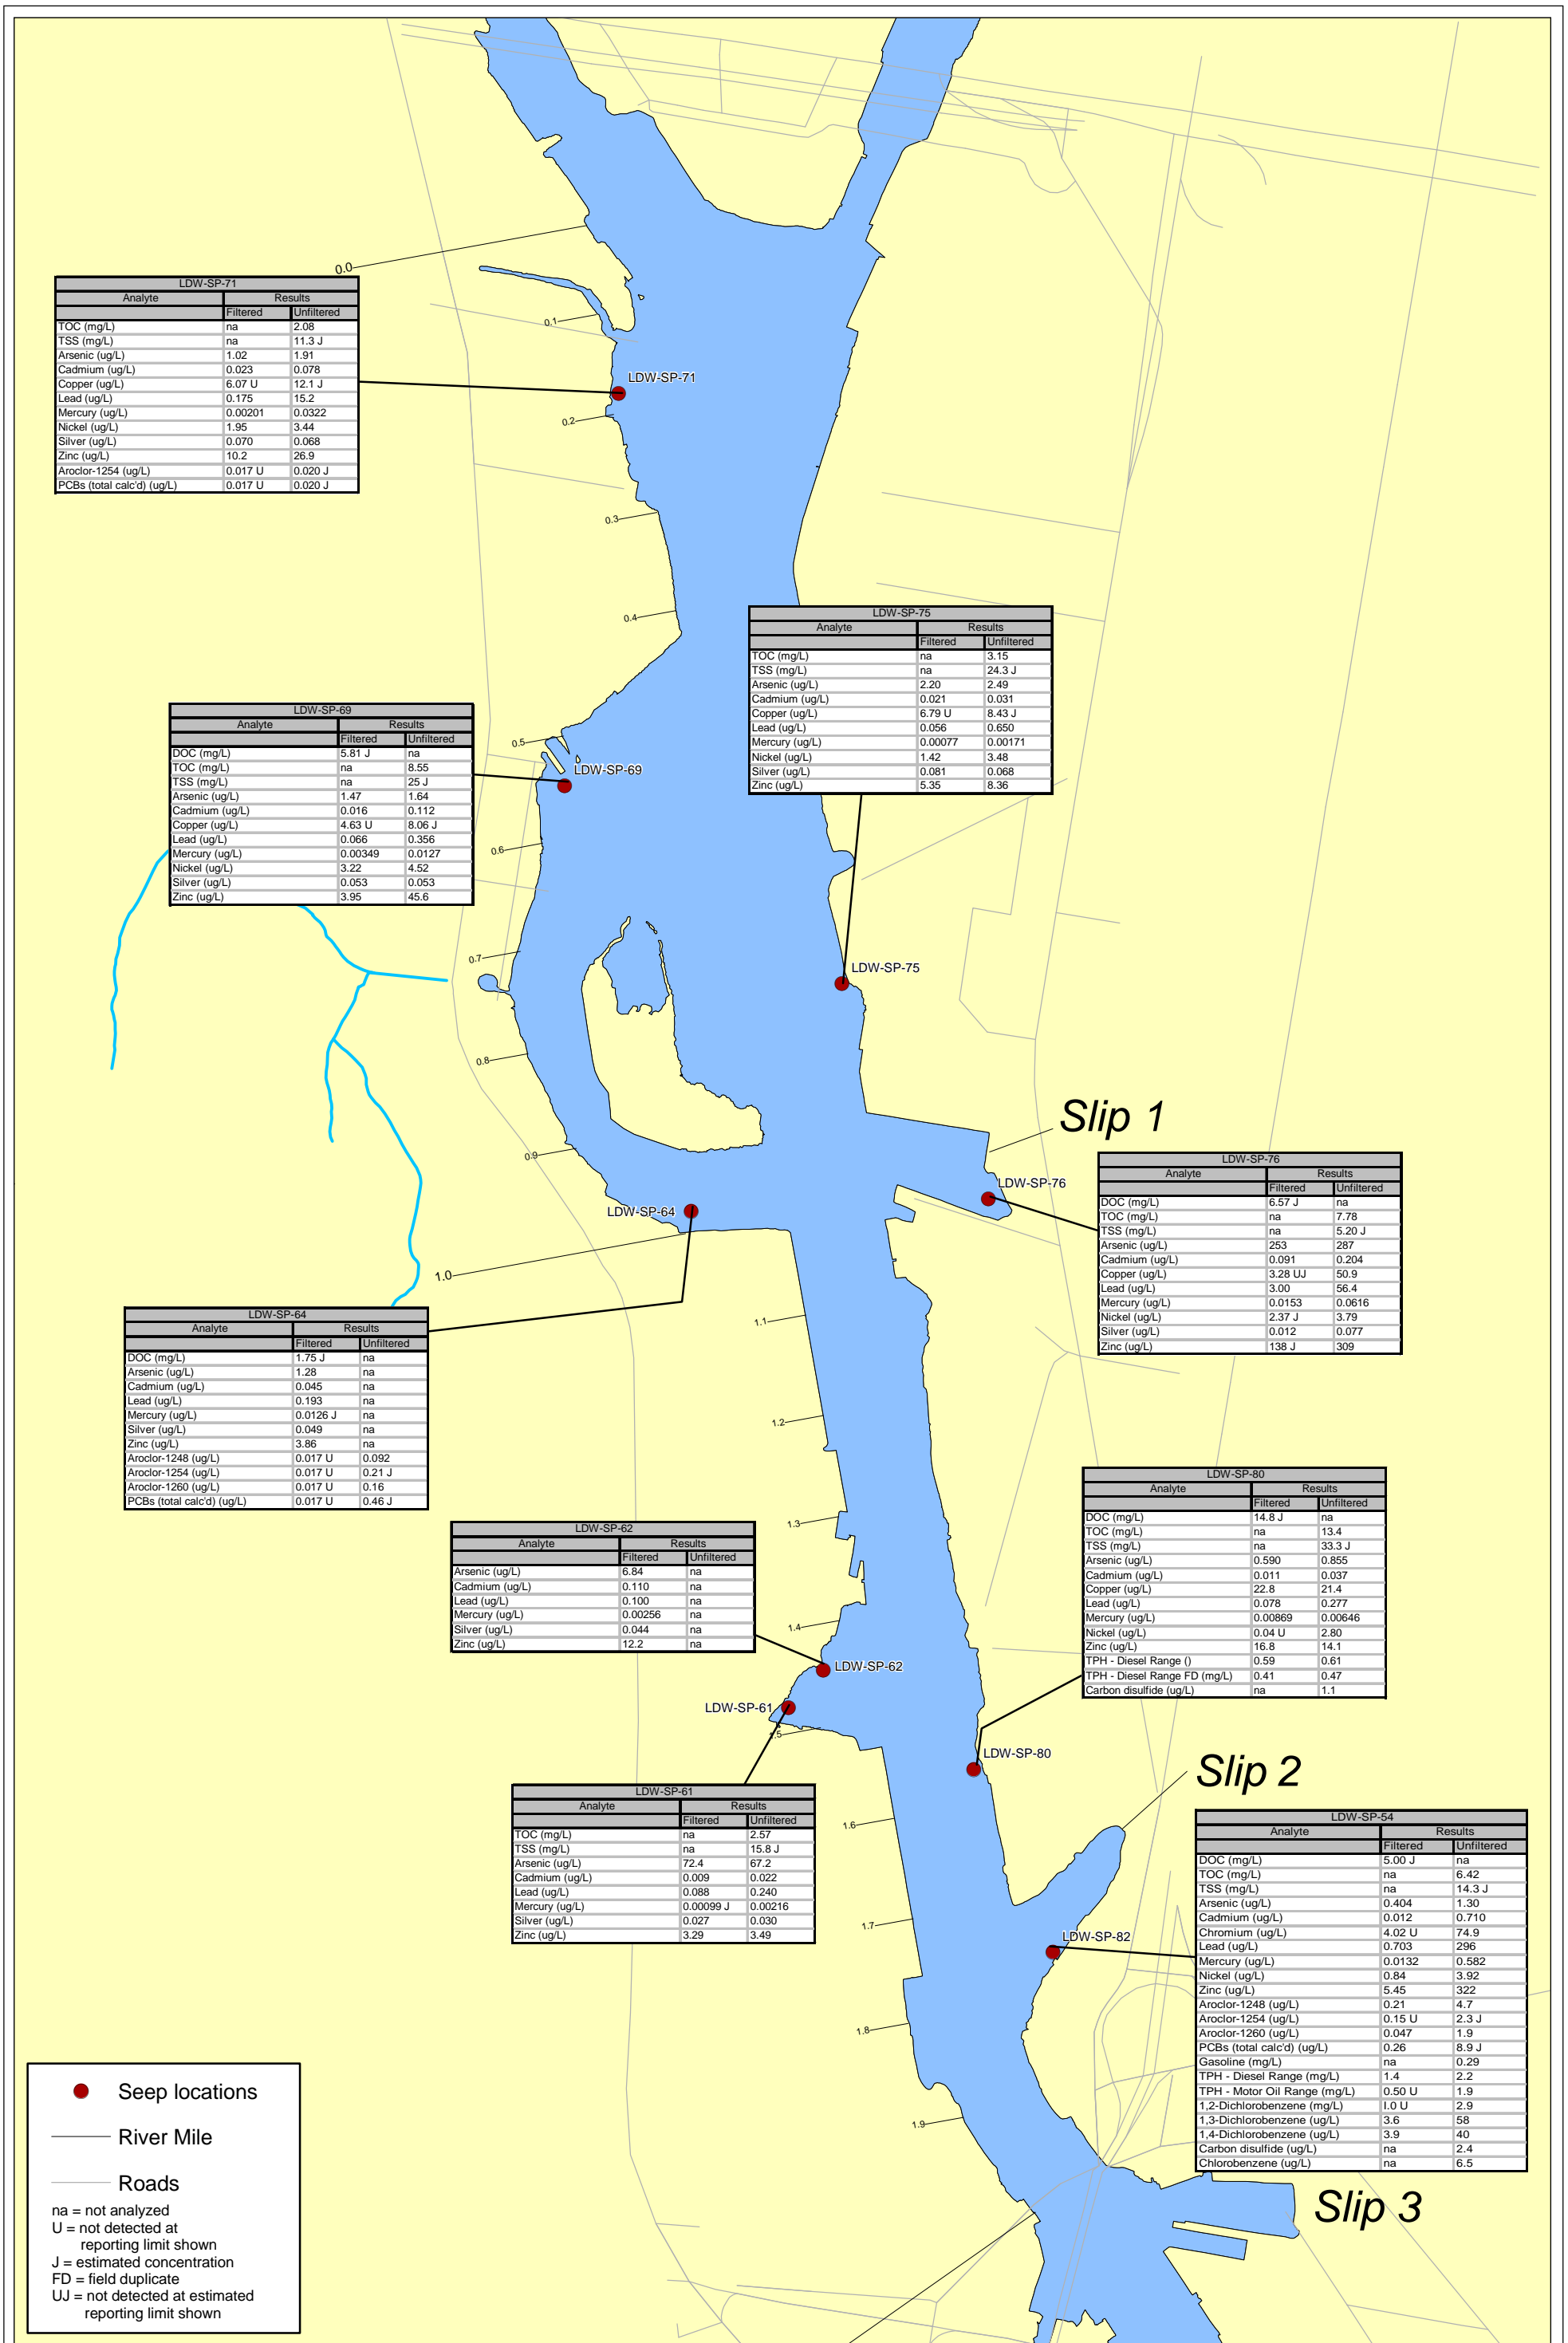 0.0
LDW-SP-71
Analyte Results
Filtered Unfiltered
TOC (mg/L) na 2.08
TSS (mg/L) na 11.3 J
Arsenic (ug/L) 1.02 1.91
Cadmium (ug/L) 0.023 0.078
Copper (ug/L) 6.07 U 12.1 J
Lead (ug/L) 0.175 15.2
Mercury (ug/L) 0.00201 0.0322
Nickel (ug/L) 1.95 3.44
Silver (ug/L) 0.070 0.068
Zinc (ug/L) 10.2 26.9
Aroclor-1254 (ug/L) 0.017 U 0.020 J
PCBs (total calc'd) (ug/L) 0.017 U 0.020 J
0.1
LDW-SP-71
0.2
0.3
0.4
LDW-SP-75
Analyte Results
Filtered Unfiltered
TOC (mg/L) na 3.15
TSS (mg/L) na 24.3 J
Arsenic (ug/L) 2.20 2.49
Cadmium (ug/L) 0.021 0.031
Copper (ug/L) 6.79 U 8.43 J
Lead (ug/L) 0.056 0.650
Mercury (ug/L) 0.00077 0.00171
Nickel (ug/L) 1.42 3.48
Silver (ug/L) 0.081 0.068
Zinc (ug/L) 5.35 8.36
LDW-SP-69
Analyte Results
Filtered Unfiltered
DOC (mg/L) 5.81 J na
TOC (mg/L) na 8.55
TSS (mg/L) na 25 J
Arsenic (ug/L) 1.47 1.64
Cadmium (ug/L) 0.016 0.112
Copper (ug/L) 4.63 U 8.06 J
Lead (ug/L) 0.066 0.356
Mercury (ug/L) 0.00349 0.0127
Nickel (ug/L) 3.22 4.52
Silver (ug/L) 0.053 0.053
Zinc (ug/L) 3.95 45.6
0.5
LDW-SP-69
0.6
0.7
LDW-SP-75
0.8
Slip 1
0.9
LDW-SP-76
LDW-SP-76
Analyte Results
Filtered Unfiltered
DOC (mg/L) 6.57 J na
TOC (mg/L) na 7.78
TSS (mg/L) na 5.20 J
Arsenic (ug/L) 253 287
Cadmium (ug/L) 0.091 0.204
Copper (ug/L) 3.28 UJ 50.9
Lead (ug/L) 3.00 56.4
Mercury (ug/L) 0.0153 0.0616
Nickel (ug/L) 2.37 J 3.79
Silver (ug/L) 0.012 0.077
Zinc (ug/L) 138 J 309
LDW-SP-64
1.0
LDW-SP-64
Analyte Results
Filtered Unfiltered
DOC (mg/L) 1.75 J na
Arsenic (ug/L) 1.28 na
Cadmium (ug/L) 0.045 na
Lead (ug/L) 0.193 na
Mercury (ug/L) 0.0126 J na
Silver (ug/L) 0.049 na
Zinc (ug/L) 3.86 na
Aroclor-1248 (ug/L) 0.017 U 0.092
Aroclor-1254 (ug/L) 0.017 U 0.21 J
Aroclor-1260 (ug/L) 0.017 U 0.16
PCBs (total calc'd) (ug/L) 0.017 U 0.46 J
1.1
1.2
LDW-SP-80
Analyte Results
Filtered Unfiltered
DOC (mg/L) 14.8 J na
TOC (mg/L) na 13.4
TSS (mg/L) na 33.3 J
Arsenic (ug/L) 0.590 0.855
Cadmium (ug/L) 0.011 0.037
Copper (ug/L) 22.8 21.4
Lead (ug/L) 0.078 0.277
Mercury (ug/L) 0.00869 0.00646
Nickel (ug/L) 0.04 U 2.80
Zinc (ug/L) 16.8 14.1
TPH - Diesel Range () 0.59 0.61
TPH - Diesel Range FD (mg/L) 0.41 0.47
Carbon disulfide (ug/L) na 1.1
LDW-SP-62
Analyte Results
Filtered Unfiltered
Arsenic (ug/L) 6.84 na
Cadmium (ug/L) 0.110 na
Lead (ug/L) 0.100 na
Mercury (ug/L) 0.00256 na
Silver (ug/L) 0.044 na
Zinc (ug/L) 12.2 na
1.3
1.4
LDW-SP-62
LDW-SP-61
1.5
LDW-SP-80
Slip 2
LDW-SP-61
Analyte Results
Filtered Unfiltered
TOC (mg/L) na 2.57
TSS (mg/L) na 15.8 J
Arsenic (ug/L) 72.4 67.2
Cadmium (ug/L) 0.009 0.022
Lead (ug/L) 0.088 0.240
Mercury (ug/L) 0.00099 J 0.00216
Silver (ug/L) 0.027 0.030
Zinc (ug/L) 3.29 3.49
1.6
1.7
LDW-SP-82
LDW-SP-54
Analyte Results
Filtered Unfiltered
DOC (mg/L) 5.00 J na
TOC (mg/L) na 6.42
TSS (mg/L) na 14.3 J
Arsenic (ug/L) 0.404 1.30
Cadmium (ug/L) 0.012 0.710
Chromium (ug/L) 4.02 U 74.9
Lead (ug/L) 0.703 296
Mercury (ug/L) 0.0132 0.582
Nickel (ug/L) 0.84 3.92
Zinc (ug/L) 5.45 322
Aroclor-1248 (ug/L) 0.21 4.7
Aroclor-1254 (ug/L) 0.15 U 2.3 J
Aroclor-1260 (ug/L) 0.047 1.9
PCBs (total calc'd) (ug/L) 0.26 8.9 J
Gasoline (mg/L) na 0.29
TPH - Diesel Range (mg/L) 1.4 2.2
TPH - Motor Oil Range (mg/L) 0.50 U 1.9
1,2-Dichlorobenzene (mg/L) I.0 U 2.9
1,3-Dichlorobenzene (ug/L) 3.6 58
1,4-Dichlorobenzene (ug/L) 3.9 40
Carbon disulfide (ug/L) na 2.4
Chlorobenzene (ug/L) na 6.5
1.8
1.9
Slip 3
Seep locations
River Mile
Roads
na = not analyzed
U = not detected at
reporting limit shown
J = estimated concentration
FD = field duplicate
UJ = not detected at estimated
reporting limit shown